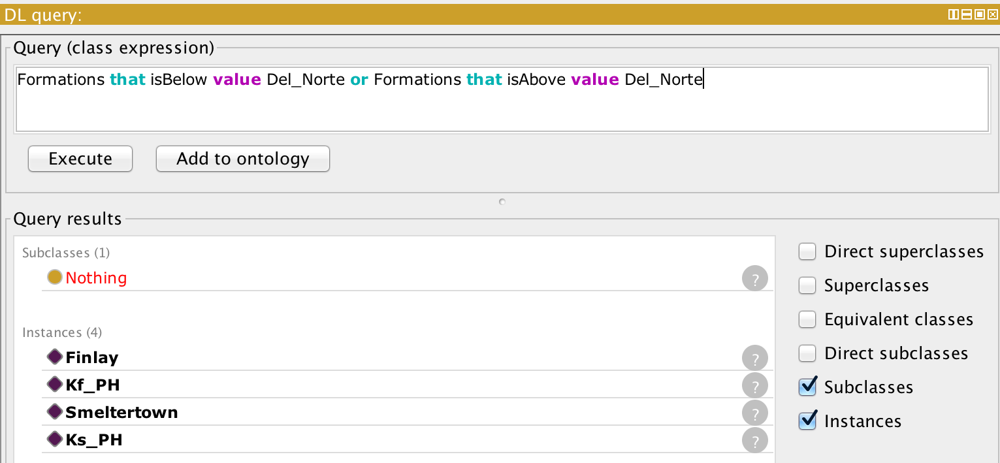 DL query:
Query (class expression)
Formations that isBelow value Del_Norte or Formations that isAbove value Del_Norte
Execute
Add to ontology
Query results
Subclasses (1)
Nothing
?
Instances (4)
Finlay
?
Kf_PH
?
Smeltertown
?
Ks_PH
?
Direct superclasses
Superclasses
Equivalent classes
Direct subclasses
Subclasses
Instances